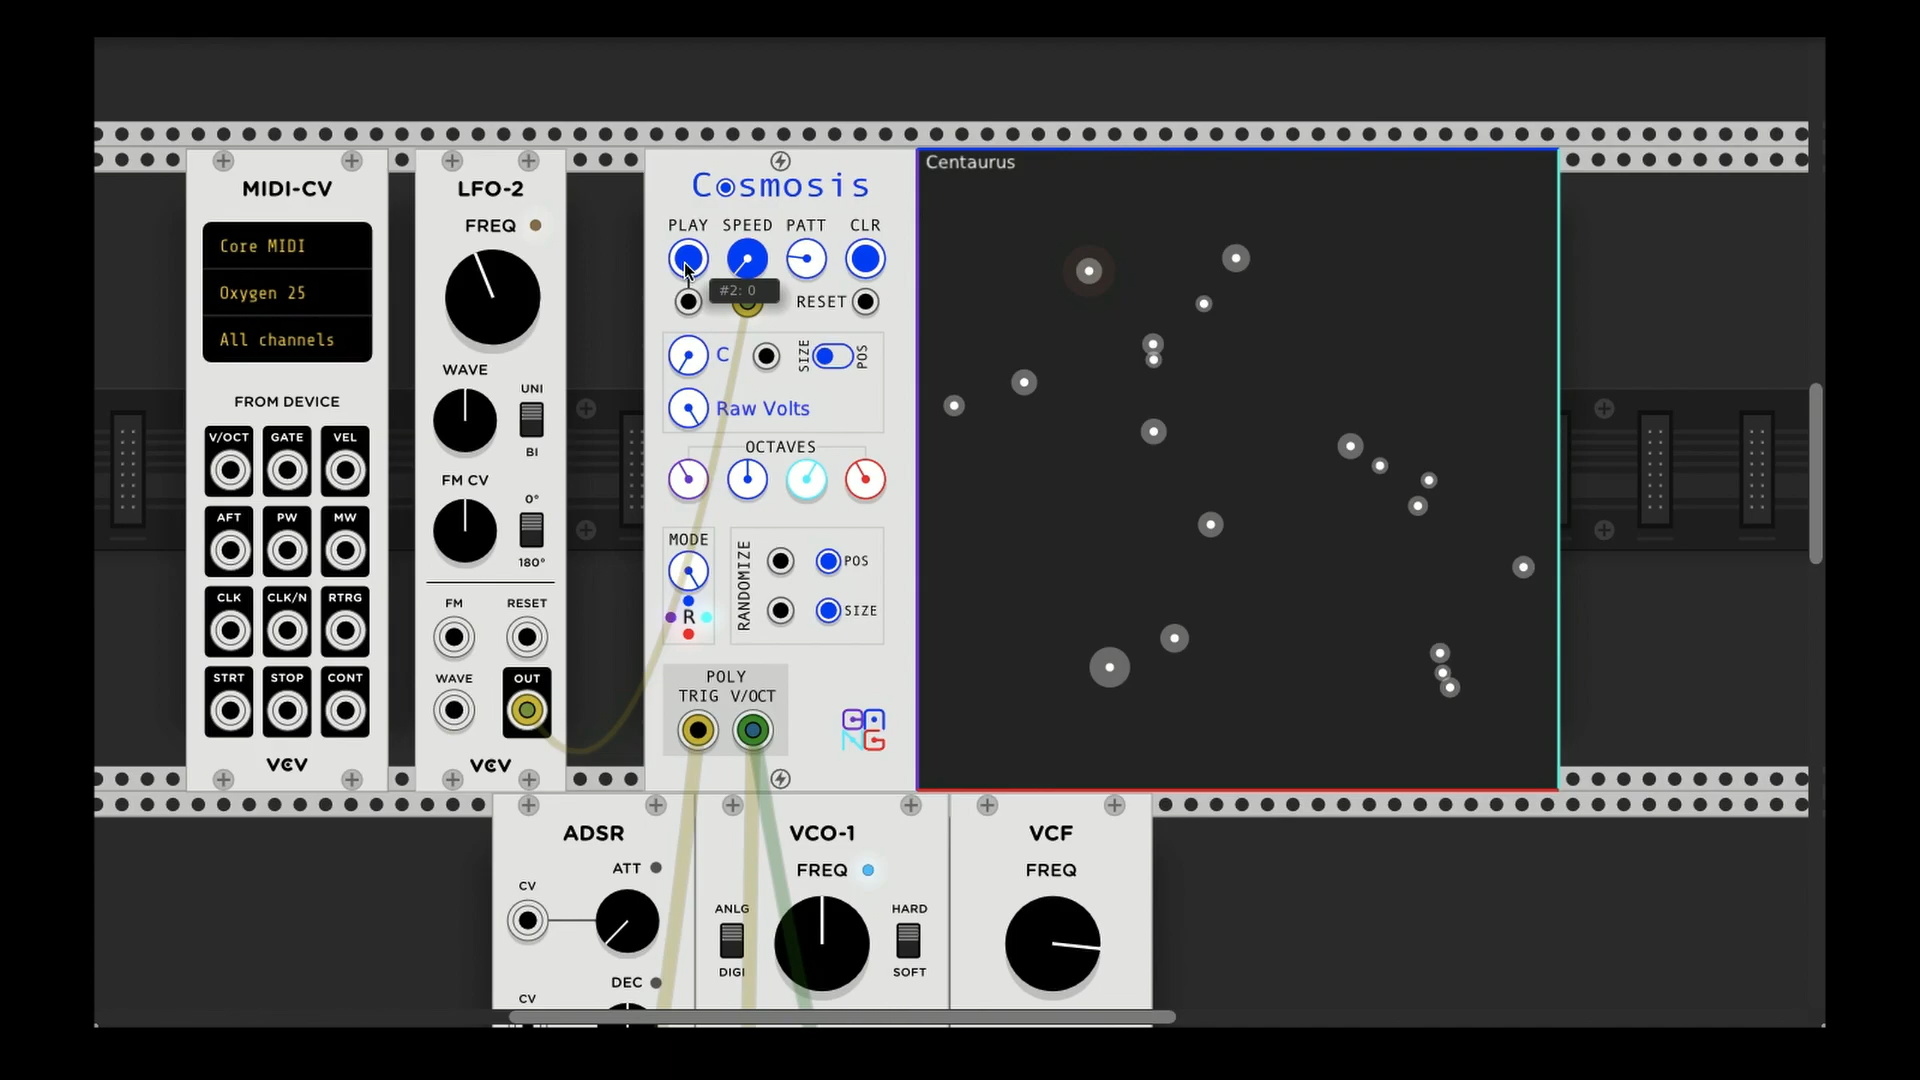 MIDI-CV
Core MIDI
Oxygen 25
All channels
FROM DEVICE
V/OCT GATE VEL
AFT PW MW
CLK CLK/N RTRG
STRT STOP CONT
VCV
LFO-2
FREQ
WAVE
UNI
BI
FM CV
0°
180°
FM RESET
WAVE OUT
VCV
Cosmosis
PLAY SPEED PATT CLR
#2: 0
RESET
C
SIZE
POS
Raw Volts
OCTAVES
MODE
R
RANDOMIZE
POS
SIZE
POLY
TRIG V/OCT
CANG
Centaurus
ADSR
ATT
CV
DEC
CV
VCO-1
FREQ
ANLG
DIGI
HARD
SOFT
VCF
FREQ